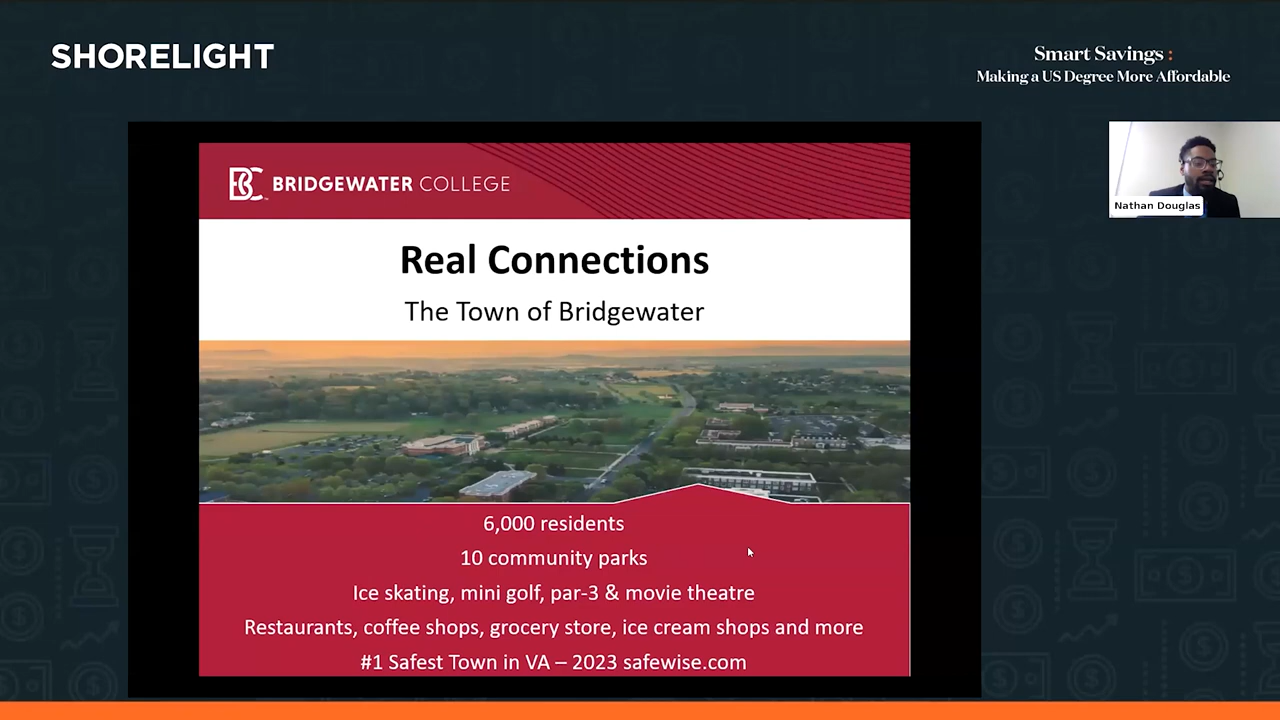 SHORELIGHT
Smart Savings :
Making a US Degree More Affordable
BC BRIDGEWATER COLLEGE
Real Connections
The Town of Bridgewater
6,000 residents
10 community parks
Ice skating, mini golf, par-3 & movie theatre
Restaurants, coffee shops, grocery store, ice cream shops and more
#1 Safest Town in VA – 2023 safewise.com
Nathan Douglas